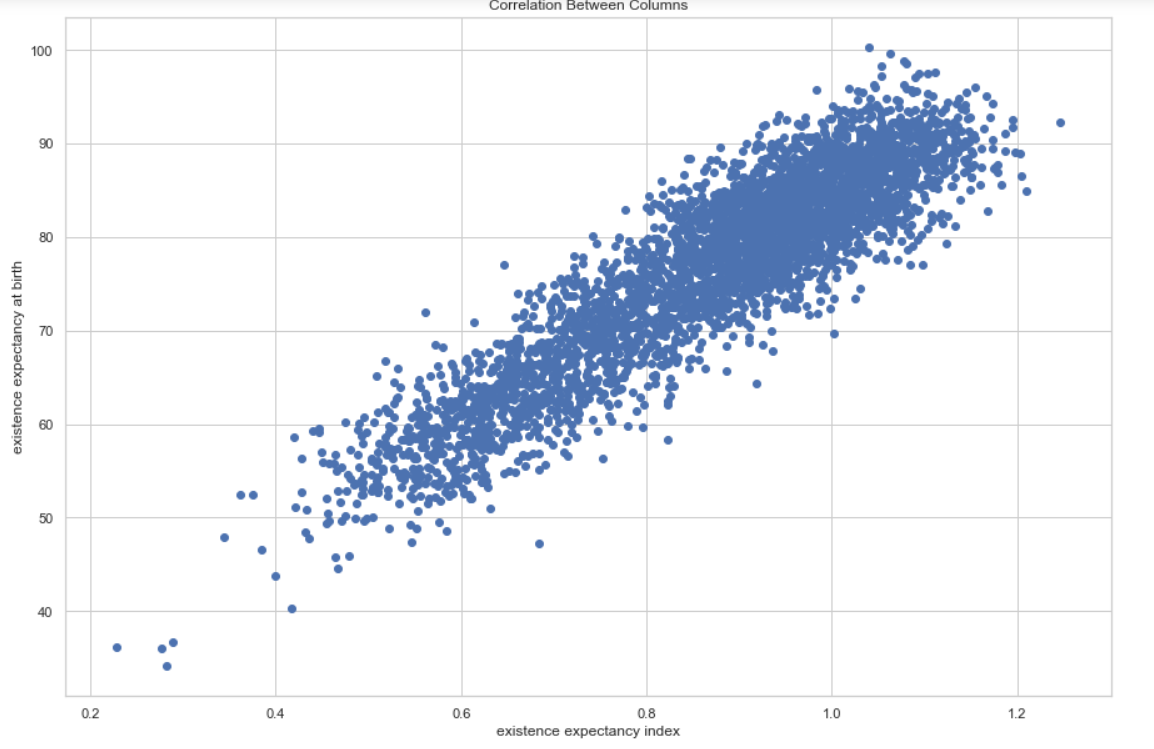 Correlation Between Columns
100
90
80
70
60
50
40
existence expectancy at birth
0.2 0.4 0.6 0.8 1.0 1.2
existence expectancy index